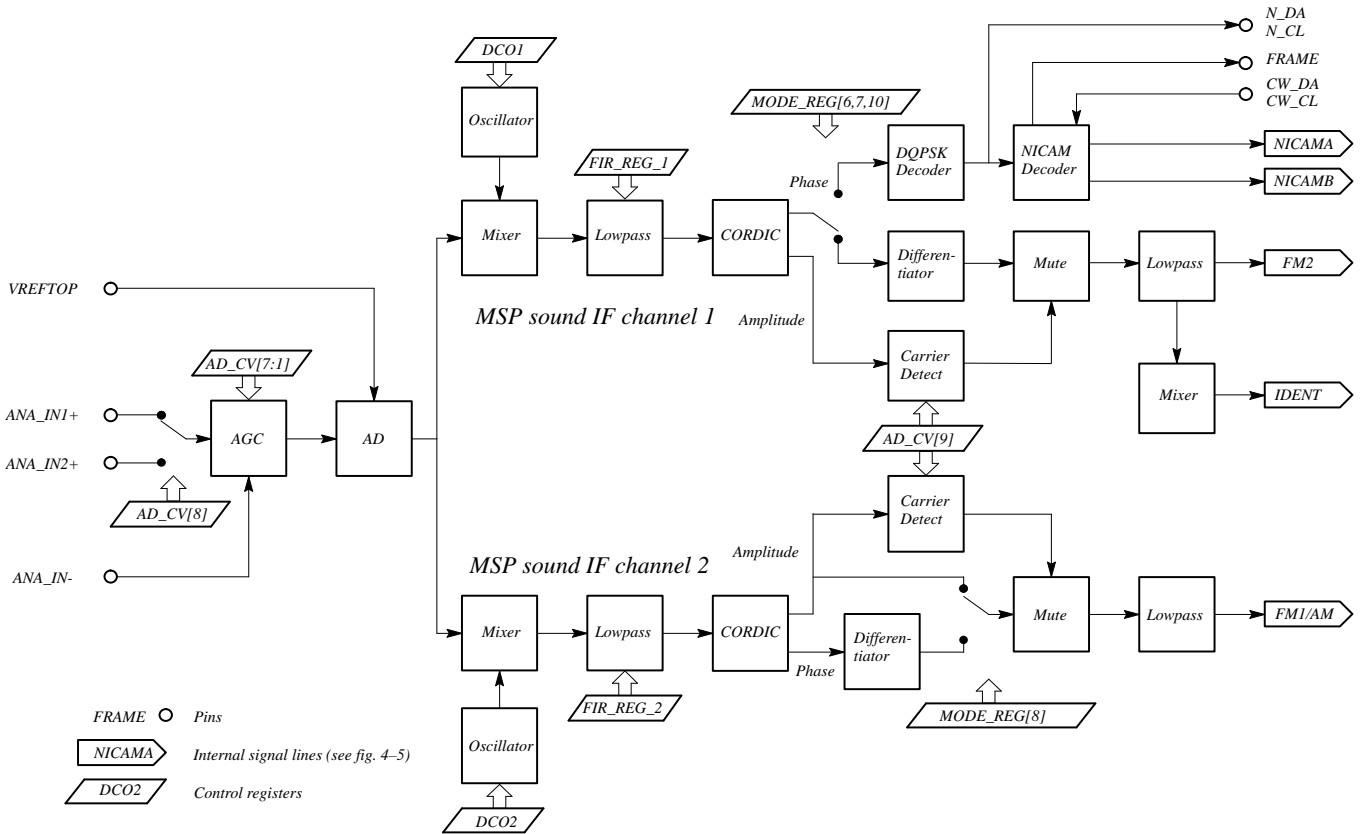 N_DA
N_CL
DCO1
FRAME
CW_DA
CW_CL
MODE_REG[6,7,10]
Oscillator
DQPSK
Decoder
NICAM
Decoder
NICAMA
NICAMB
FIR_REG_1
Phase
Mixer
Lowpass
CORDIC
Differen-
tiator
Mute
Lowpass
FM2
VREFTOP
MSP sound IF channel 1
Amplitude
AD_CV[7:1]
Carrier
Detect
Mixer
IDENT
ANA_IN1+
AGC
AD
AD_CV[9]
ANA_IN2+
AD_CV[8]
Carrier
Detect
Amplitude
MSP sound IF channel 2
ANA_IN-
Mixer
Lowpass
CORDIC
Differen-
tiator
Mute
Lowpass
FM1/AM
Phase
FIR_REG_2
MODE_REG[8]
FRAME
Pins
NICAMA
Internal signal lines (see fig. 4–5)
Oscillator
DCO2
Control registers
DCO2